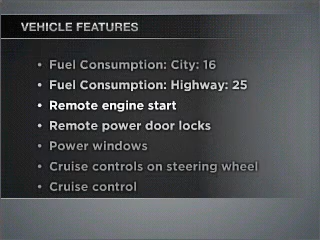 VEHICLE FEATURES
• Fuel Consumption: City: 16
• Fuel Consumption: Highway: 25
• Remote engine start
• Remote power door locks
• Power windows
• Cruise controls on steering wheel
• Cruise control